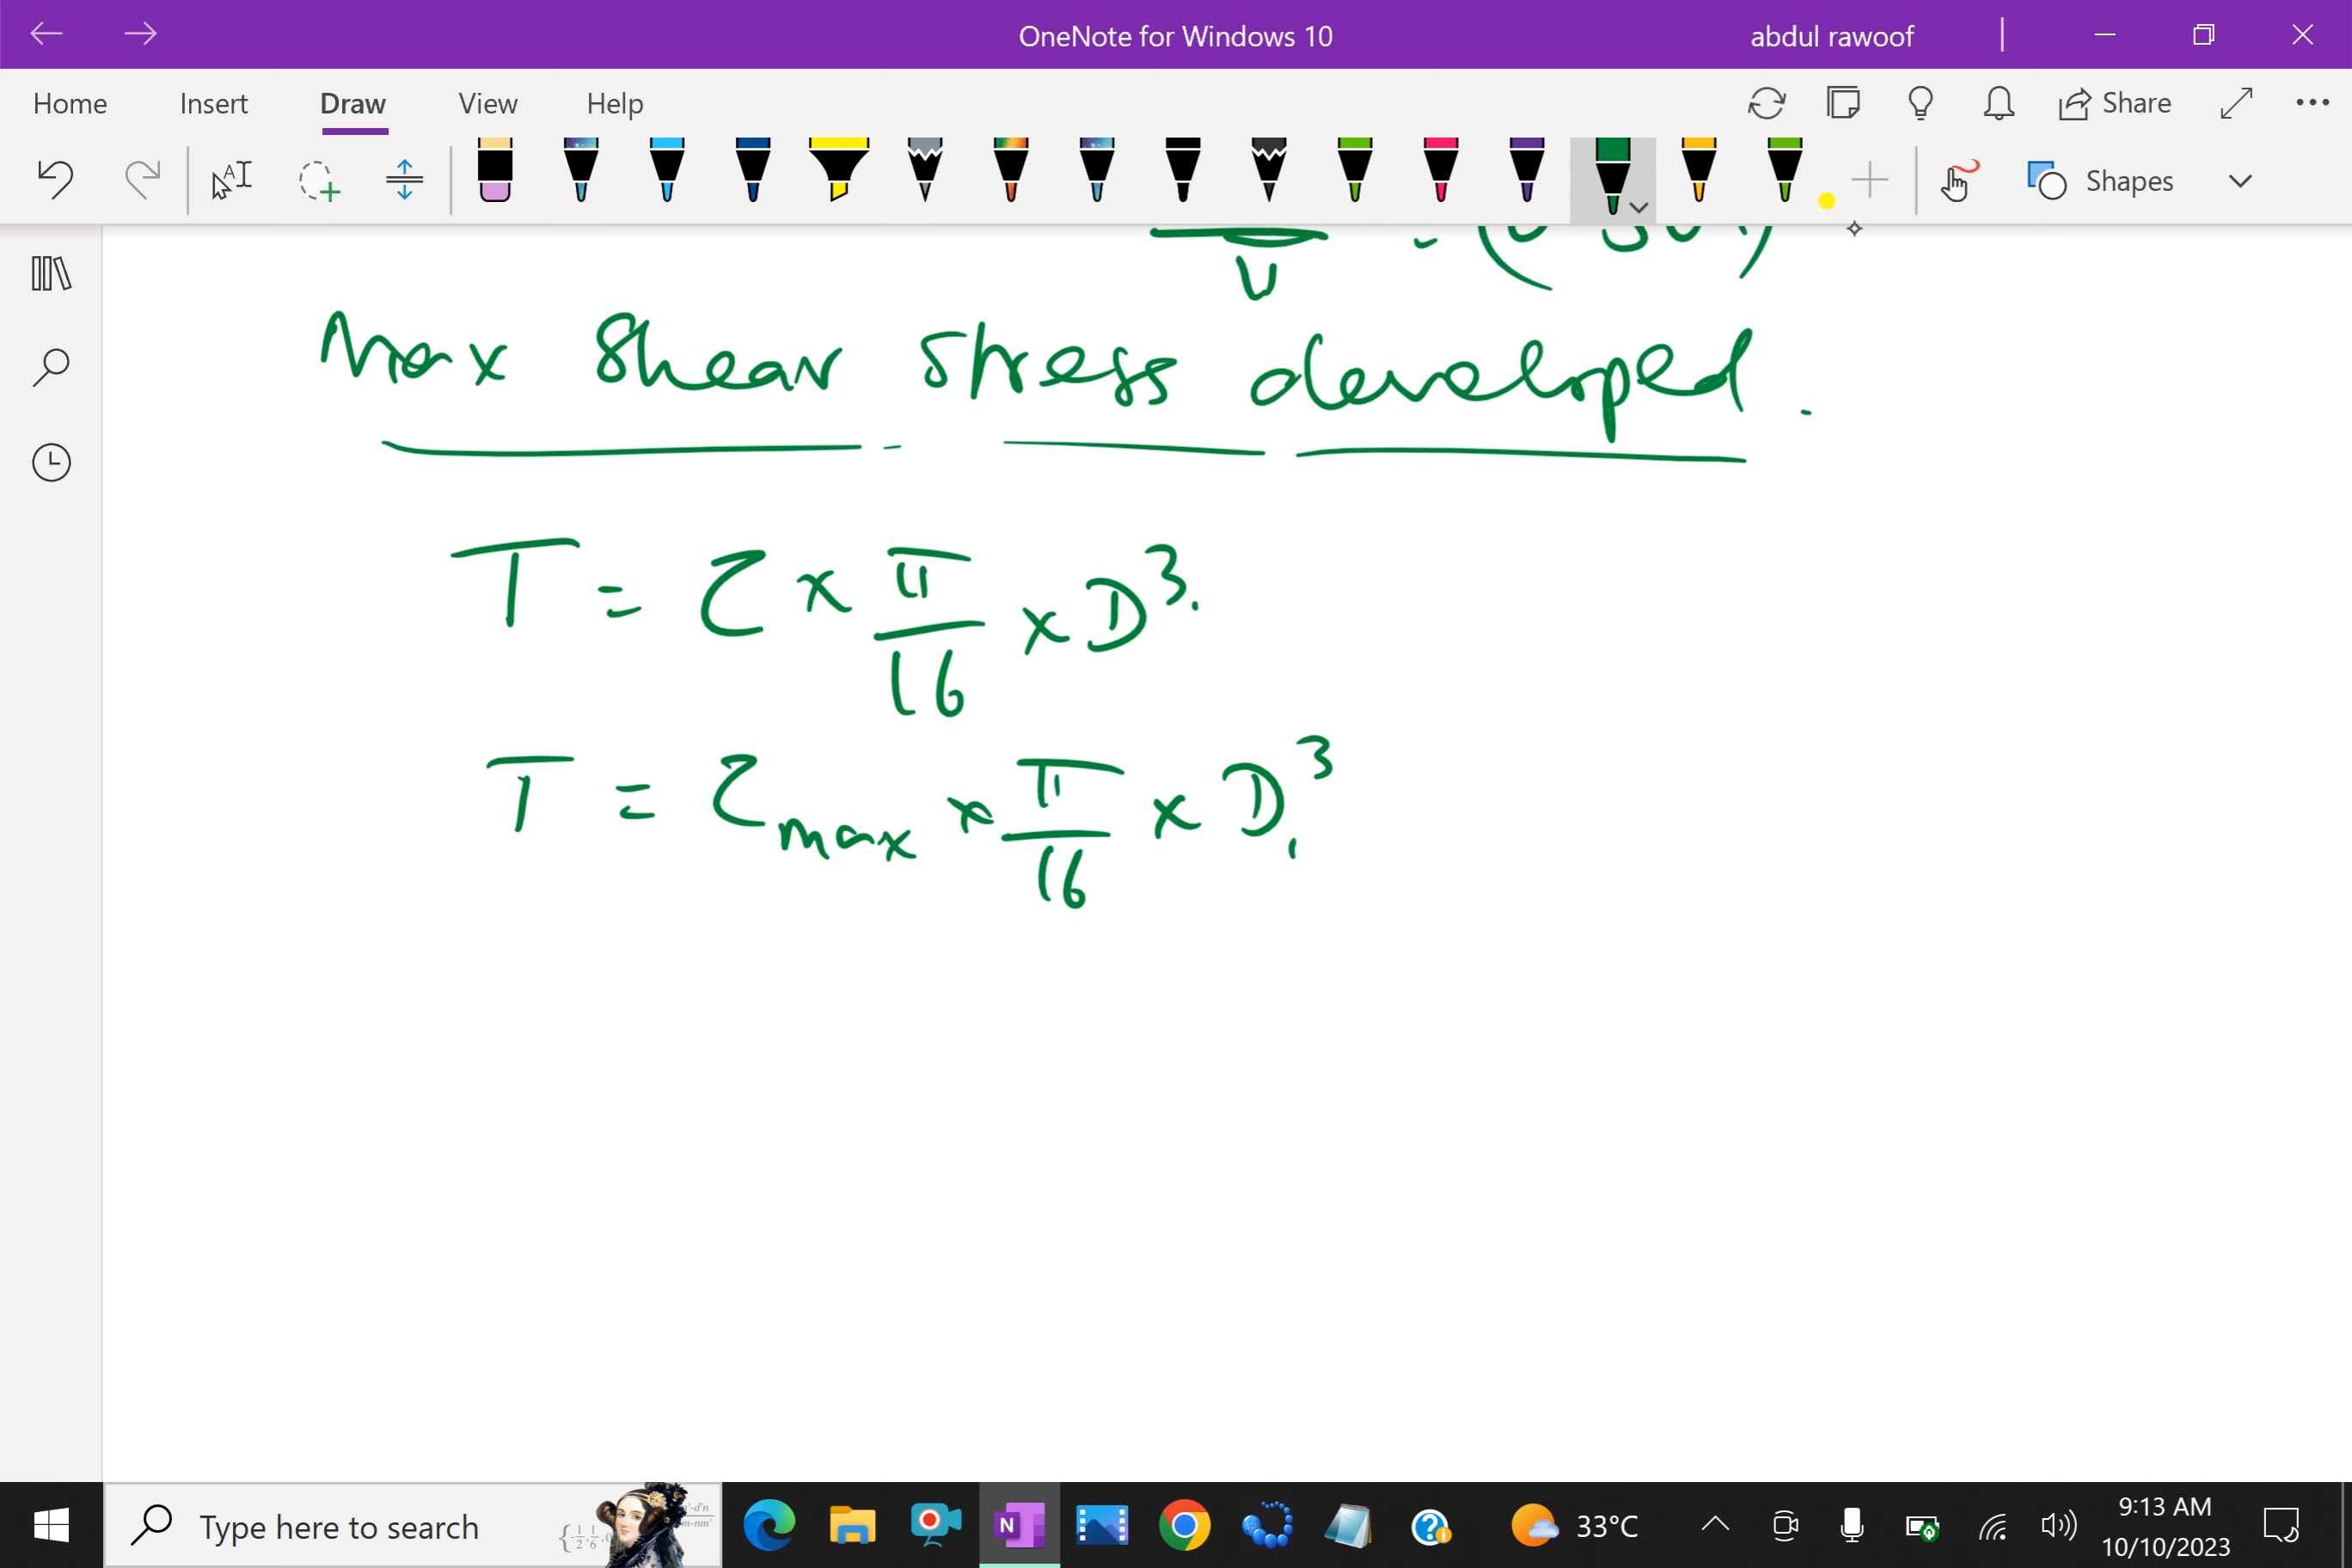 OneNote for Windows 10
abdul rawoof
Home Insert Draw View Help
Share
Shapes
U
Max Shear stress developed.
T = τ × π/16 × D³.
T = τmax × π/16 × D³.
Type here to search
33°C
9:13 AM
10/10/2023